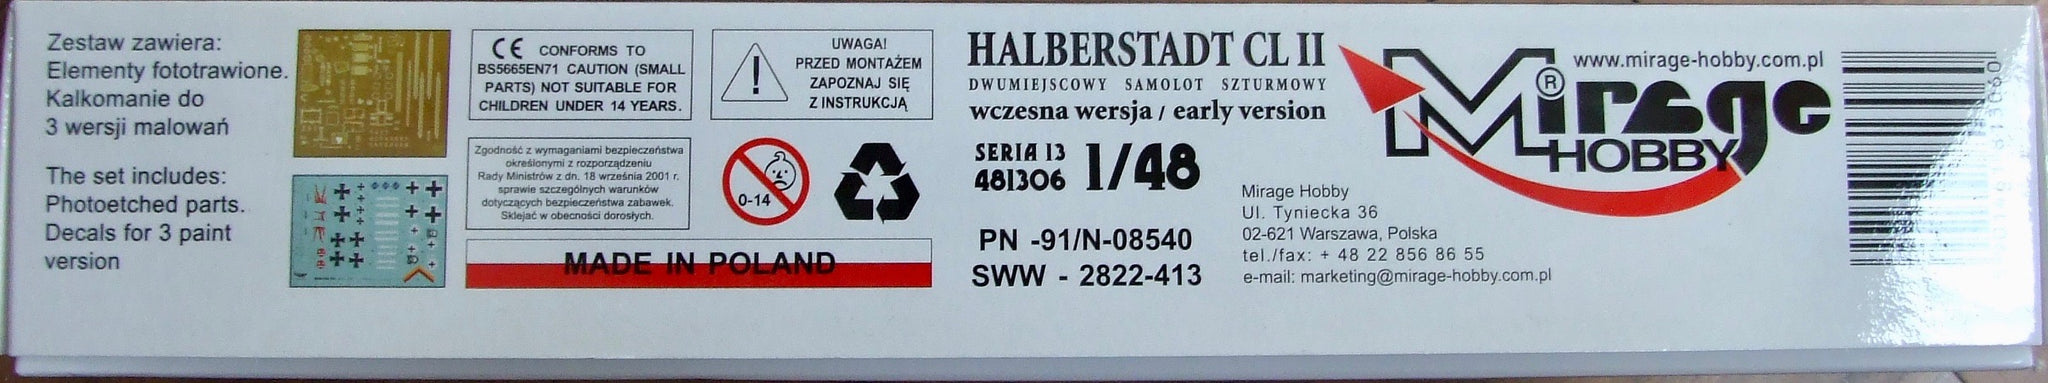 Zestaw zawiera:
Elementy fototrawione.
Kalkomanie do
3 wersji malowań
The set includes:
Photoetched parts.
Decals for 3 paint
version
CE CONFORMS TO
BS5665EN71 CAUTION (SMALL
PARTS) NOT SUITABLE FOR
CHILDREN UNDER 14 YEARS.
Zgodność z wymaganiami bezpieczeństwa
określonymi z rozporządzeniu
Rady Ministrów z dn. 18 września 2001 r.
sprawie szczególnych warunków
dotyczących bezpieczeństwa zabawek.
Sklejać w obecności dorosłych.
MADE IN POLAND
!
UWAGA!
PRZED MONTAŻEM
ZAPOZNAJ SIĘ
Z INSTRUKCJĄ
0-14
HALBERSTADT CL II
DWUMIEJSCOWY SAMOLOT SZTURMOWY
wczesna wersja / early version
SERIA 13
481306
1/48
PN -91/N-08540
SWW - 2822-413
www.mirage-hobby.com.pl
Mirage ®
HOBBY
Mirage Hobby
Ul. Tyniecka 36
02-621 Warszawa, Polska
tel./fax: + 48 22 856 86 55
e-mail: marketing@mirage-hobby.com.pl